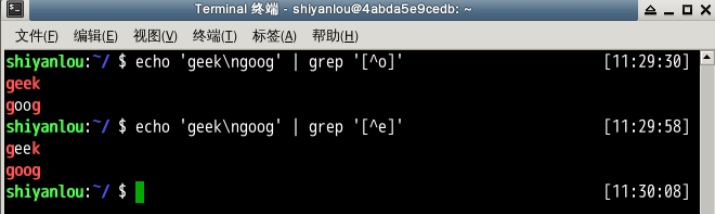 Terminal 终端 - shiyanlou@4abda5e9cedb: ~
文件(F) 编辑(E) 视图(V) 终端(T) 标签(A) 帮助(H)
shiyanlou:~/ $ echo 'geek\ngoog' | grep '[^o]' [11:29:30]
geek
goog
shiyanlou:~/ $ echo 'geek\ngoog' | grep '[^e]' [11:29:58]
geek
goog
shiyanlou:~/ $ [11:30:08]